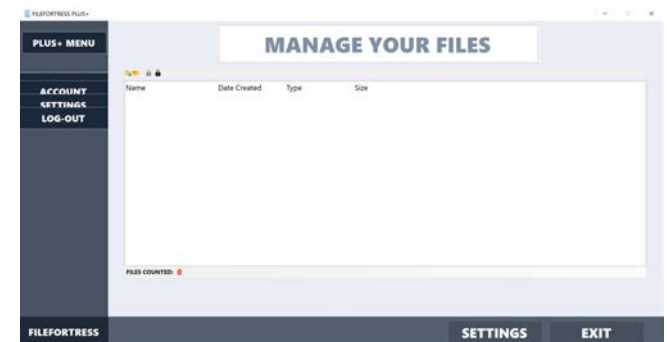 FILEFORTRESS PLUS+
PLUS+ MENU
MANAGE YOUR FILES
ACCOUNT
SETTINGS
LOG-OUT
Name Date Created Type Size
FILES COUNTED: 0
FILEFORTRESS SETTINGS EXIT